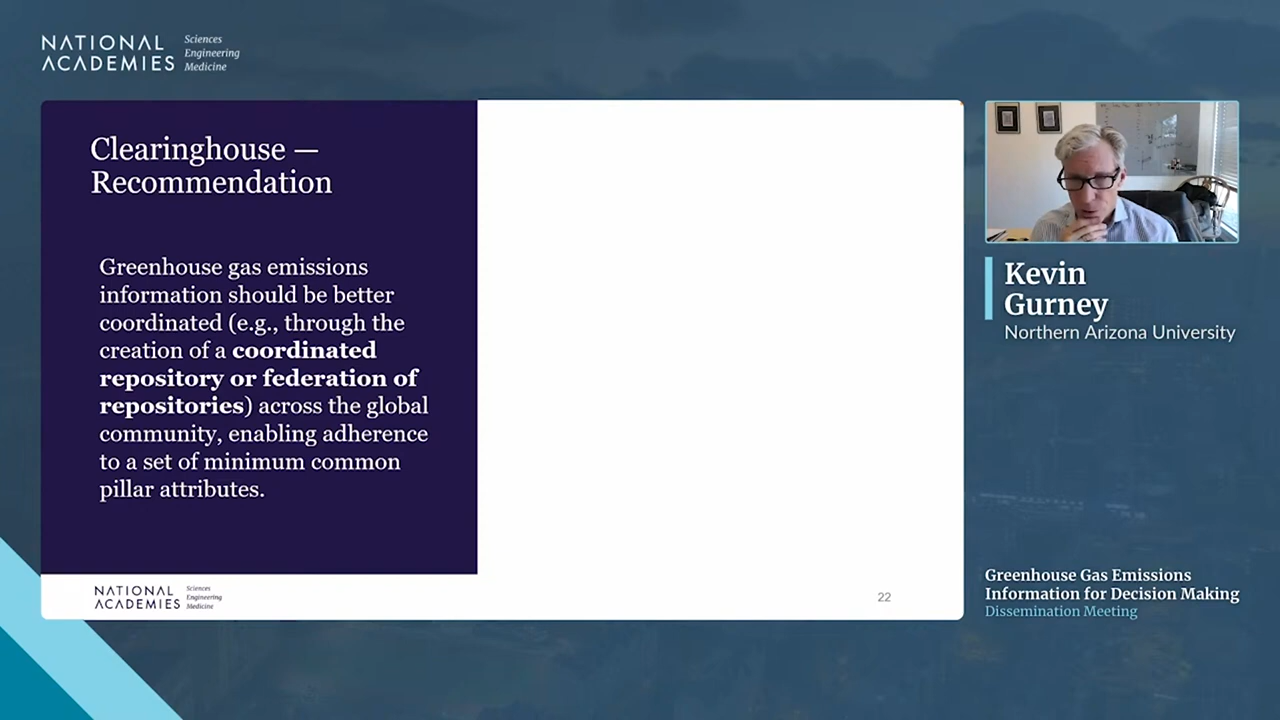 NATIONAL
ACADEMIES
Sciences
Engineering
Medicine
Clearinghouse —
Recommendation
Greenhouse gas emissions
information should be better
coordinated (e.g., through the
creation of a coordinated
repository or federation of
repositories) across the global
community, enabling adherence
to a set of minimum common
pillar attributes.
NATIONAL
ACADEMIES
Sciences
Engineering
Medicine
22
Kevin
Gurney
Northern Arizona University
Greenhouse Gas Emissions
Information for Decision Making
Dissemination Meeting